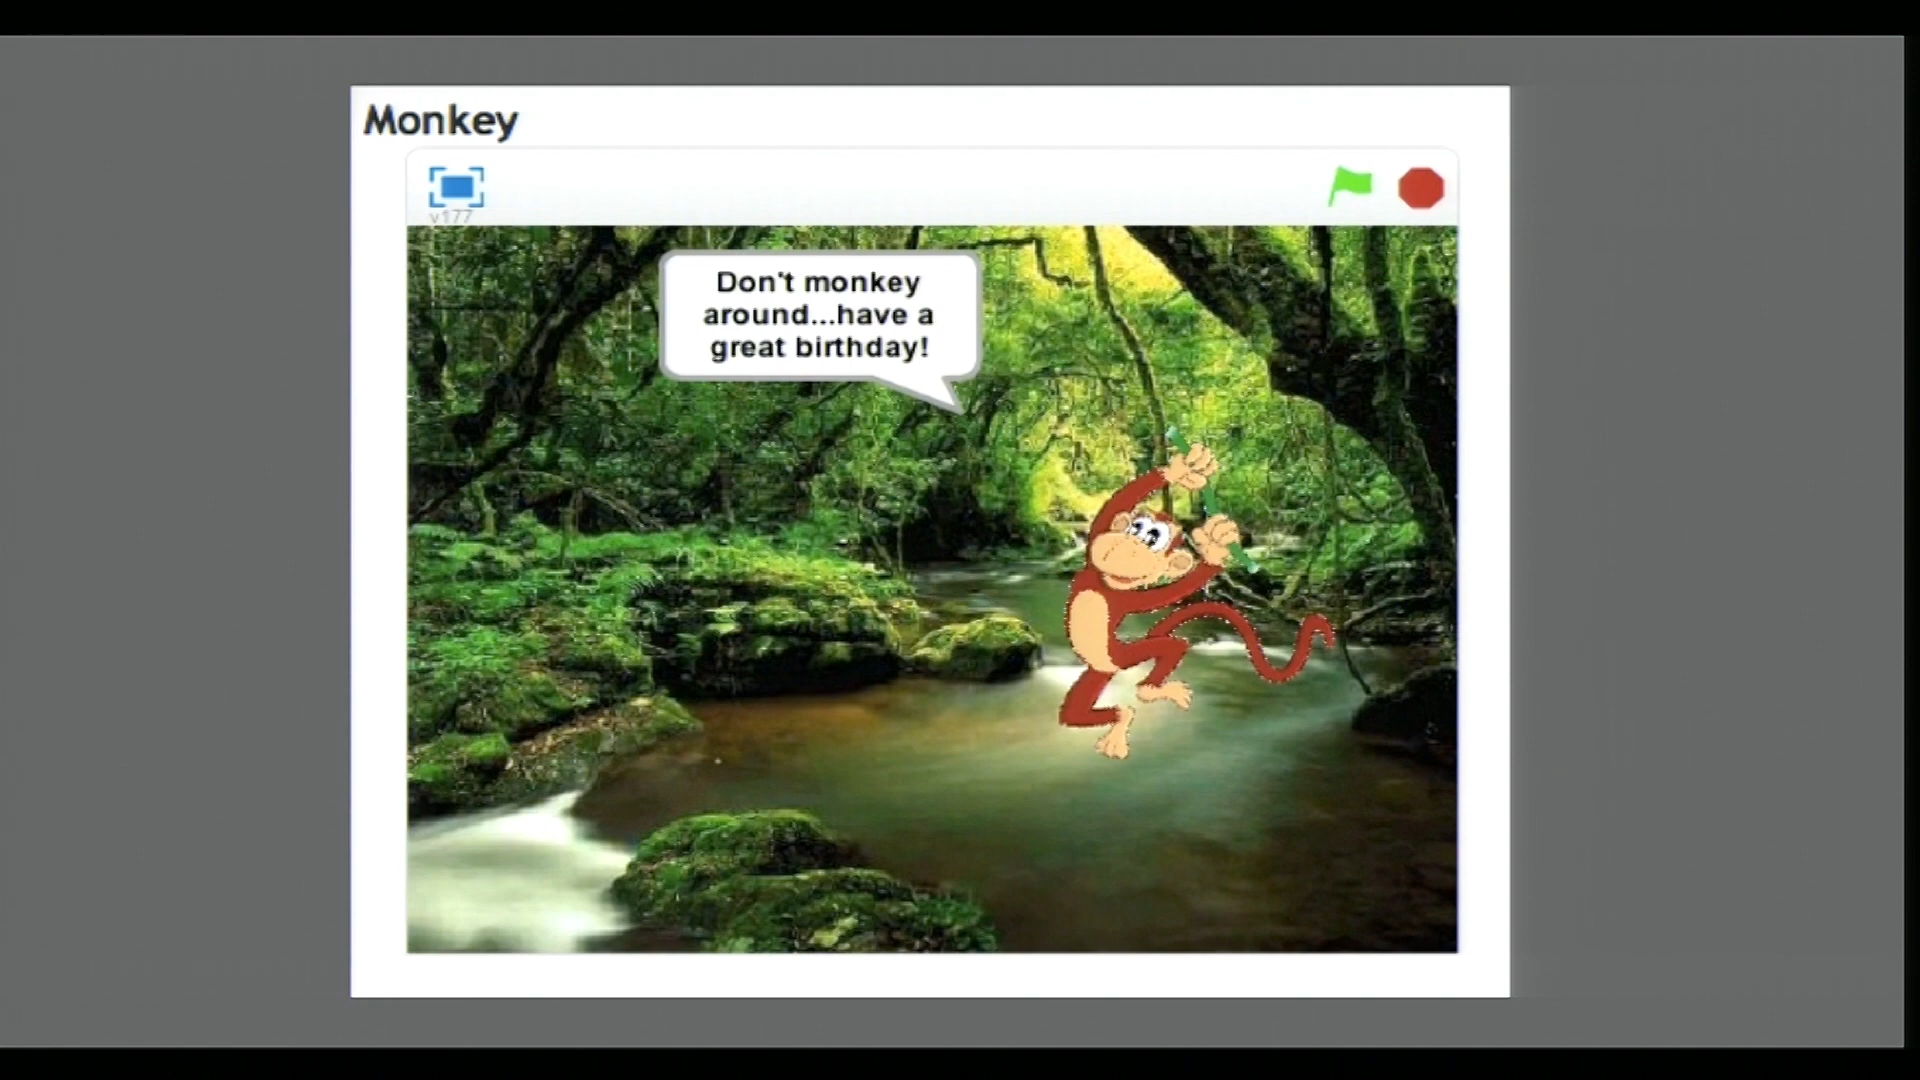 Monkey
v177
Don't monkey
around...have a
great birthday!